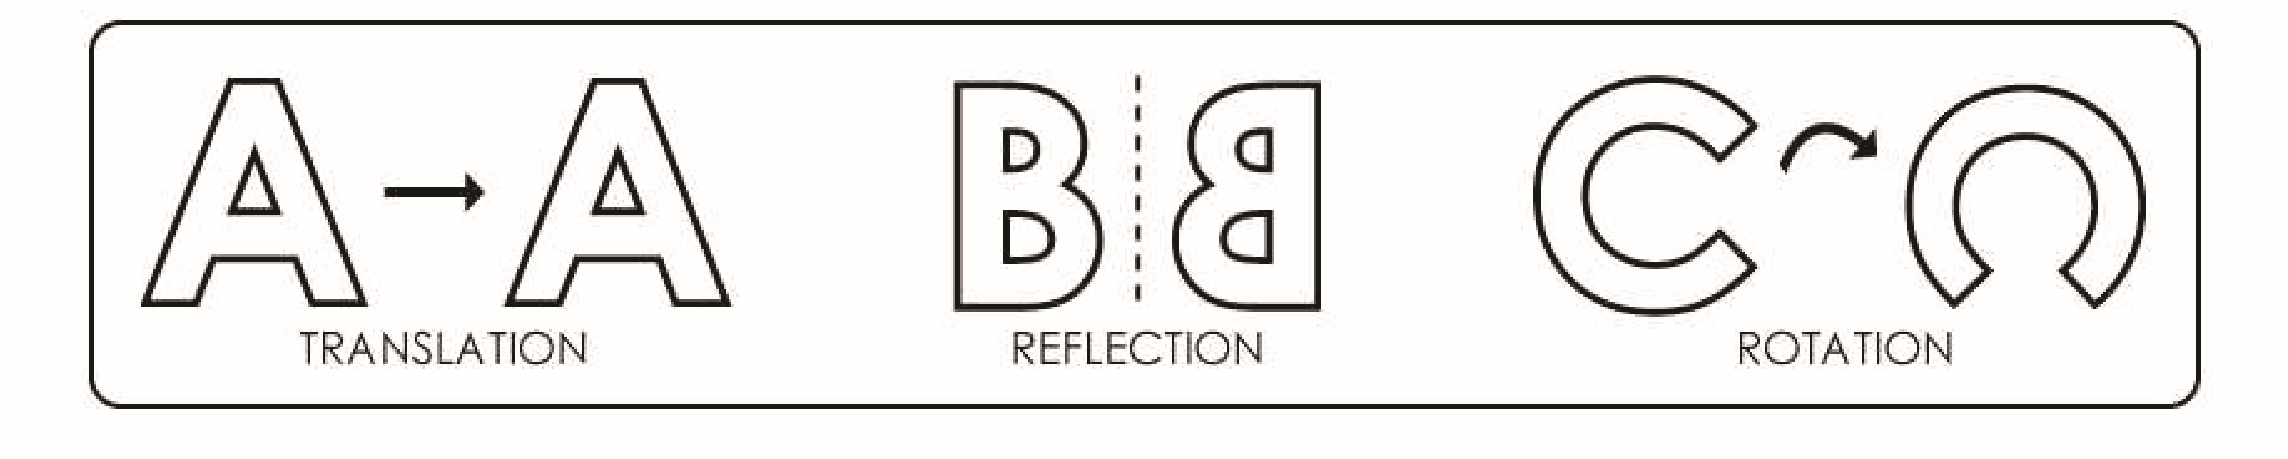 A A
B B
C C
TRANSLATION
REFLECTION
ROTATION